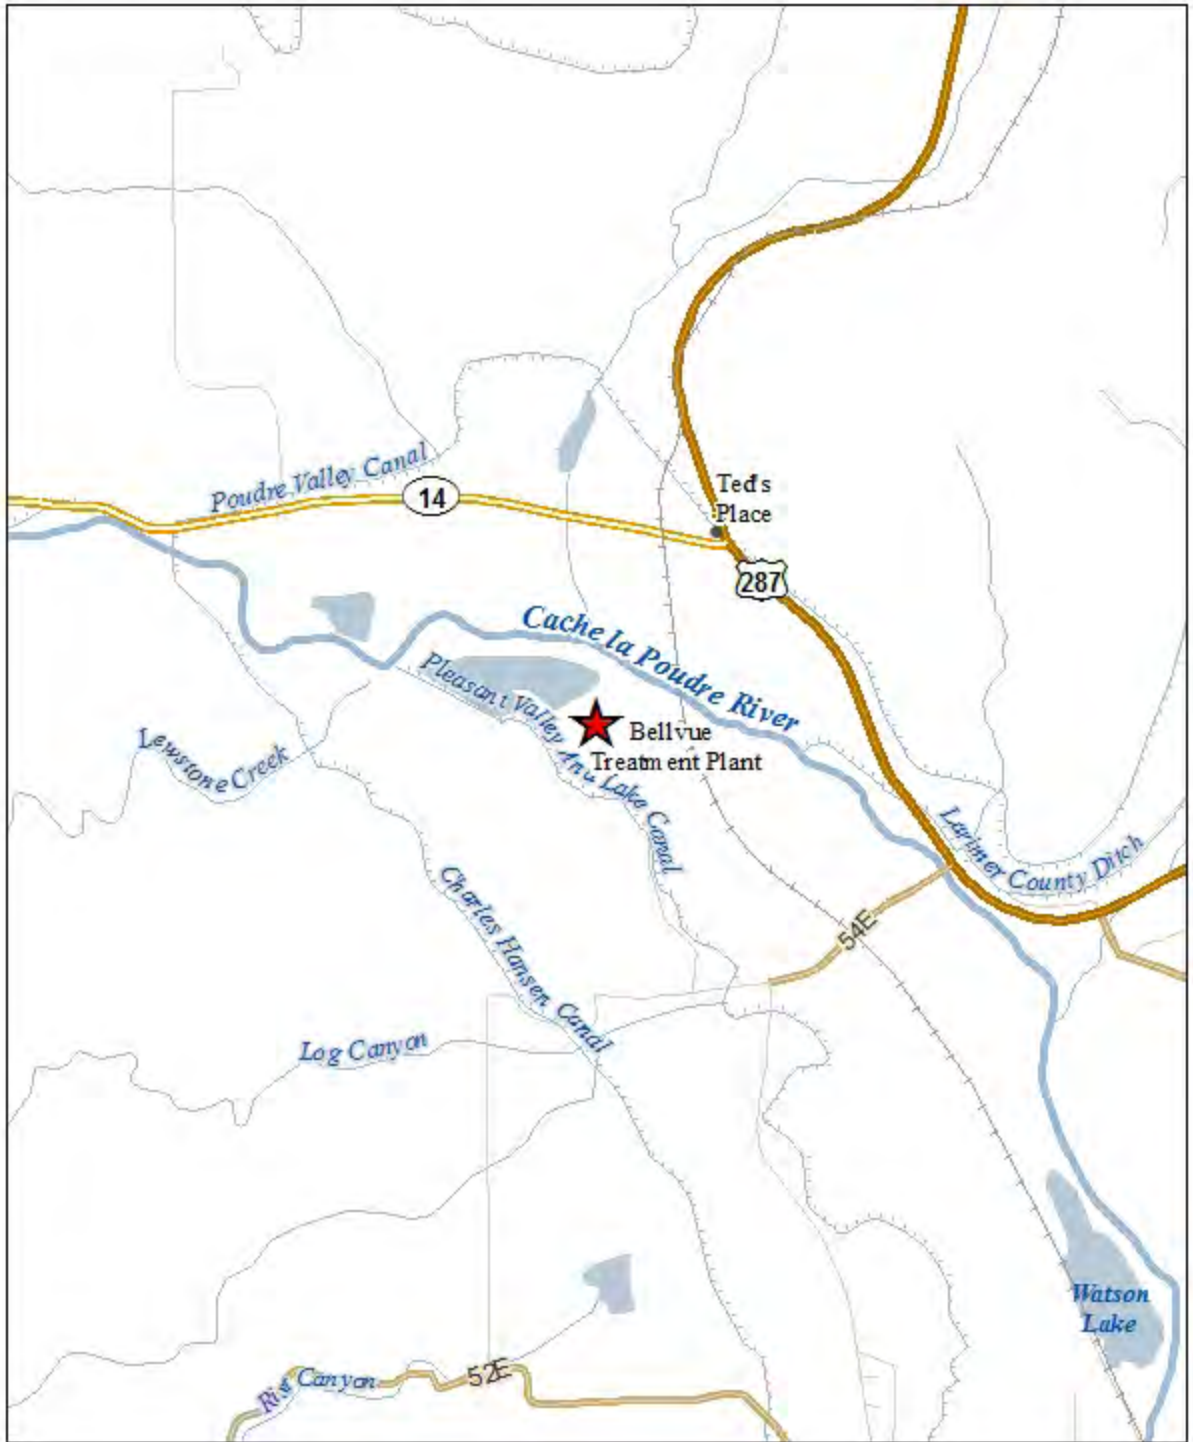 Ted's
Place
Poudre Valley Canal
14
287
Cache la Poudre River
Pleasant Valley And Lake Canal
Bellvue
Treatment Plant
Lewstone Creek
Larimer County Ditch
Charles Hansen Canal
54E
Log Canyon
Watson
Lake
52E
Rist Canyon